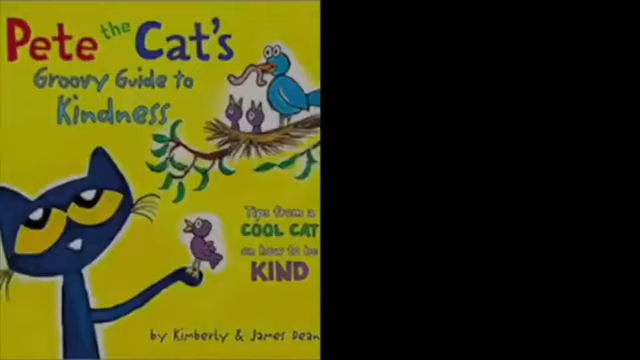 Pete the Cat's
Groovy Guide to
Kindness
Tips from a
COOL CAT
on how to be
KIND
by Kimberly & James Dean